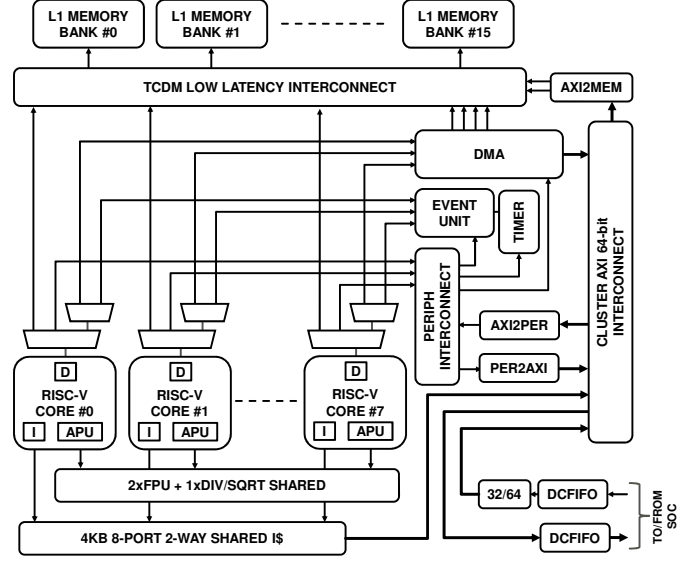 L1 MEMORY
BANK #0
L1 MEMORY
BANK #1
L1 MEMORY
BANK #15
TCDM LOW LATENCY INTERCONNECT
AXI2MEM
DMA
EVENT
UNIT
TIMER
CLUSTER AXI 64-bit
INTERCONNECT
PERIPH
INTERCONNECT
AXI2PER
PER2AXI
D
RISC-V
CORE #0
I
APU
D
RISC-V
CORE #1
I
APU
D
RISC-V
CORE #7
I
APU
2xFPU + 1xDIV/SQRT SHARED
32/64
DCFIFO
TO/FROM
SOC
4KB 8-PORT 2-WAY SHARED I$
DCFIFO